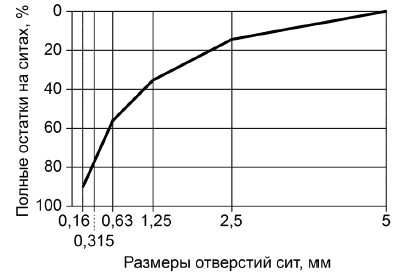 Полные остатки на ситах, %
0
20
40
60
80
100
0,16 0,63 1,25 2,5 5
0,315
Размеры отверстий сит, мм